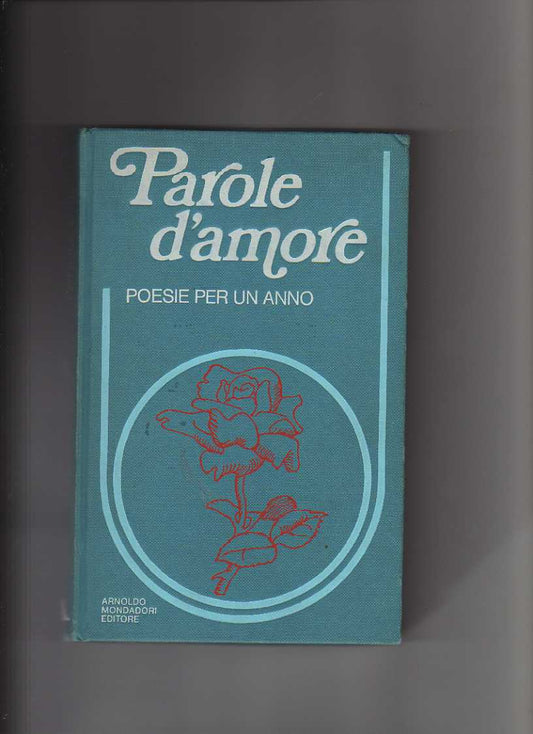 Parole
d'amore
POESIE PER UN ANNO
ARNOLDO
MONDADORI
EDITORE